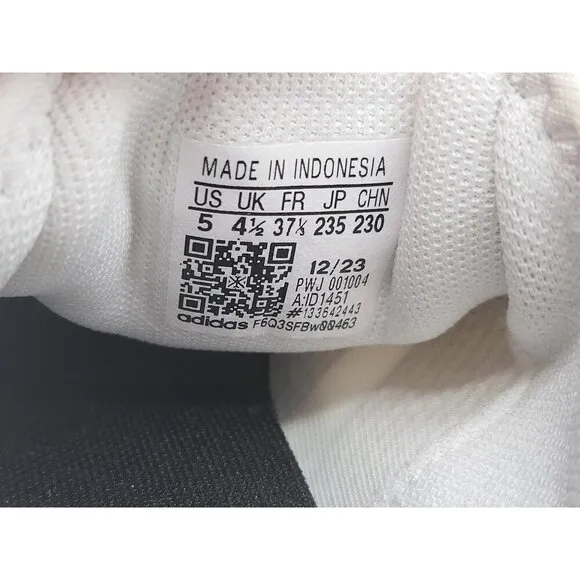 MADE IN INDONESIA
US UK FR JP CHN
5 4½ 37⅓ 235 230
12/23
PWJ 001004
A:ID1451
#133642443
adidas F6Q3SFBw00463